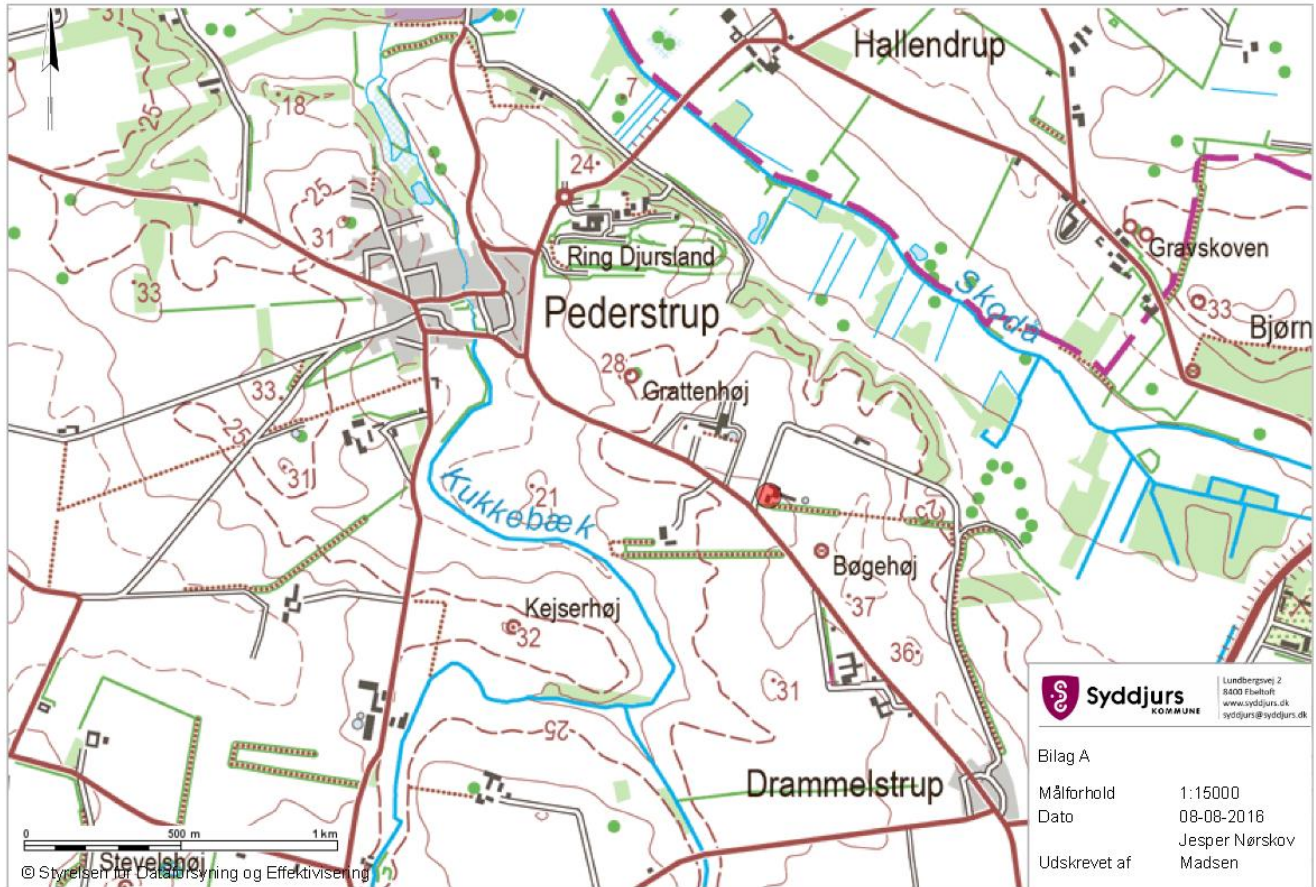 Hallendrup
7
25
18
24
25
31
Ring Djursland
Gravskoven
33
33
Pederstrup
Skodå
Bjørn
28
Grattenhøj
33
25
31
21
Kukkebæk
25
Bøgehøj
Kejserhøj
32
37
36
31
25
Drammelstrup
Syddjurs
KOMMUNE
Lundbergsvej 2
8400 Ebeltoft
www.syddjurs.dk
syddjurs@syddjurs.dk
Bilag A
Målforhold 1:15000
Dato 08-08-2016
Jesper Nørskov
Udskrevet af Madsen
0 500 m 1 km
Stevelshøj
© Styrelsen for Dataforsyning og Effektivisering